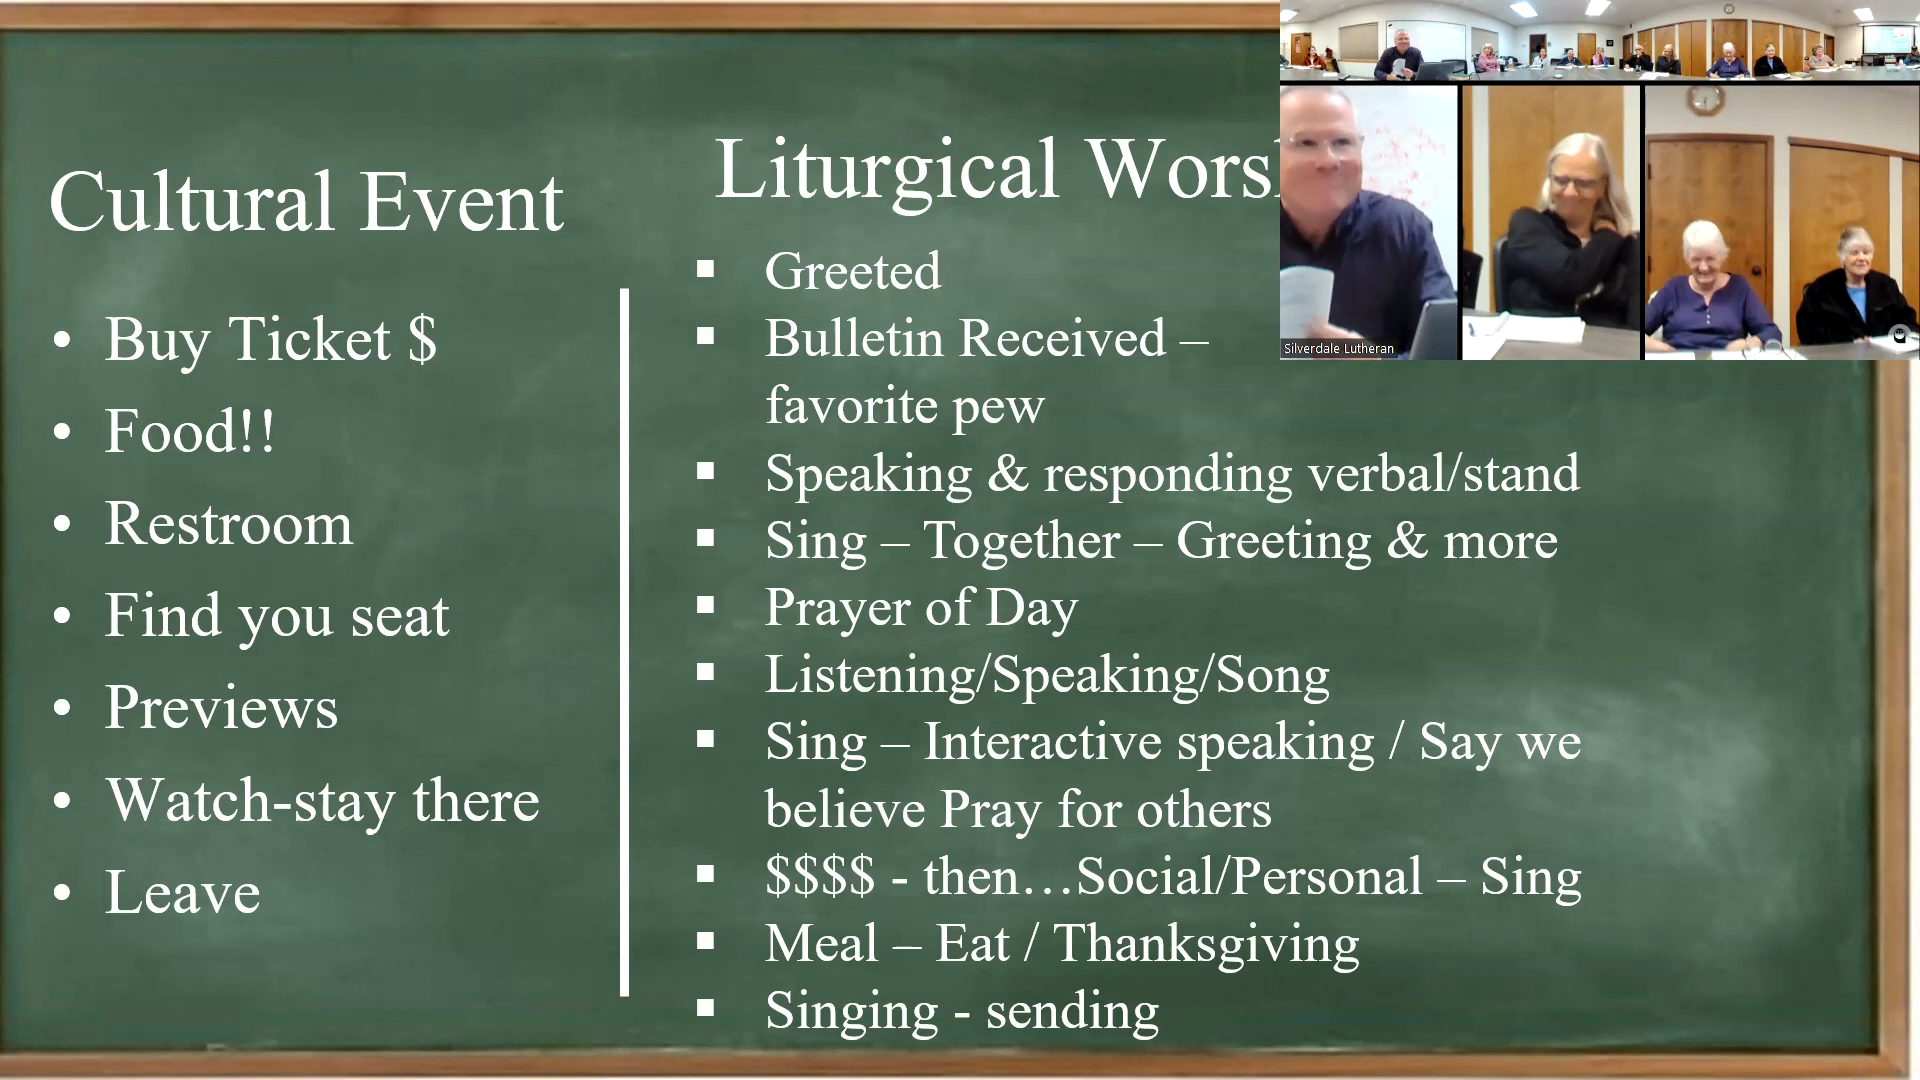 Cultural Event
• Buy Ticket $
• Food!!
• Restroom
• Find you seat
• Previews
• Watch-stay there
• Leave
Liturgical
▪ Greeted
▪ Bulletin Received –
favorite pew
▪ Speaking & responding verbal/stand
▪ Sing – Together – Greeting & more
▪ Prayer of Day
▪ Listening/Speaking/Song
▪ Sing – Interactive speaking / Say we
believe Pray for others
▪ $$$$ - then…Social/Personal – Sing
▪ Meal – Eat / Thanksgiving
▪ Singing - sending
Silverdale Lutheran